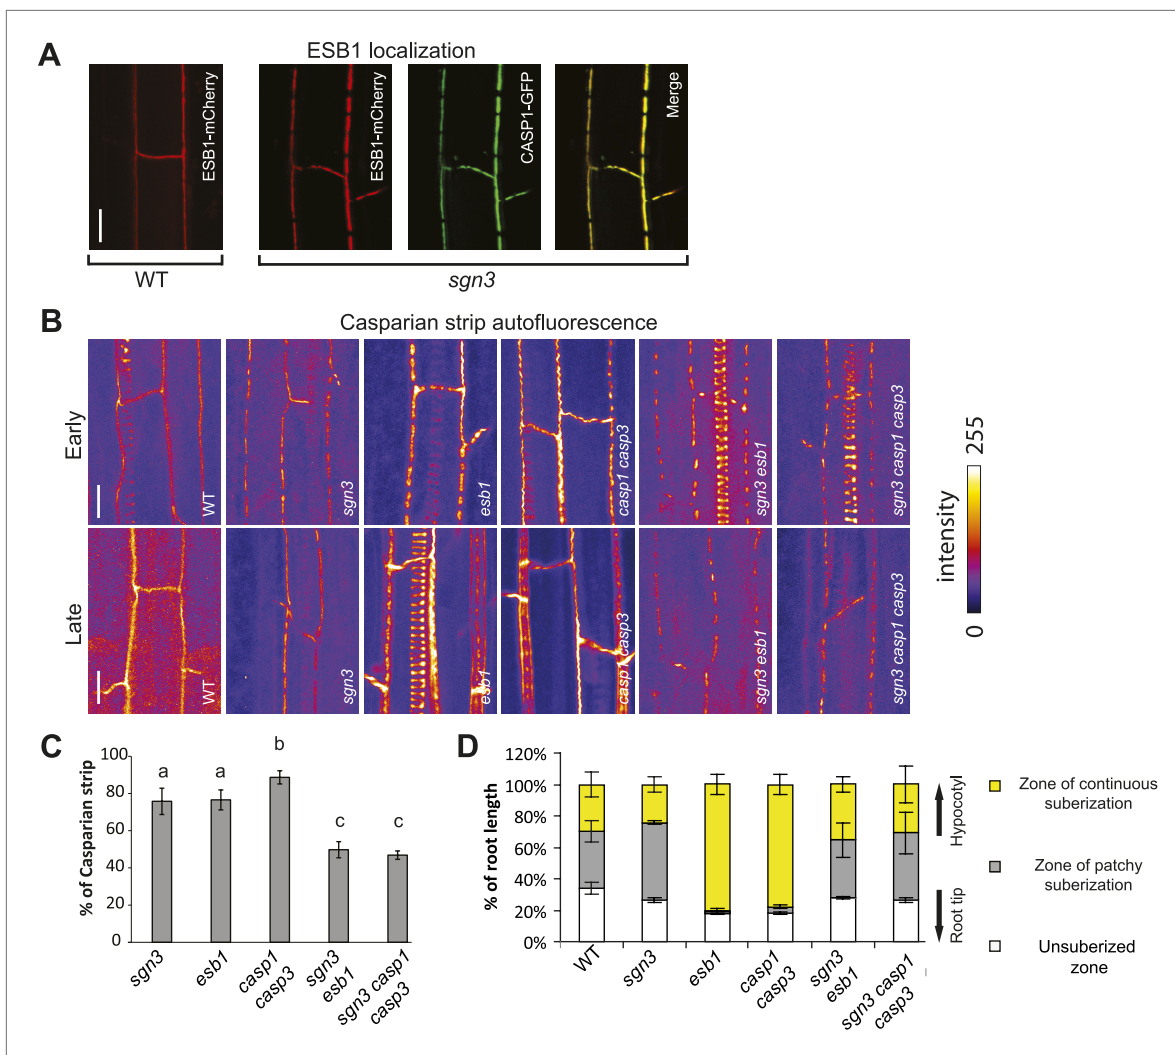 A
ESB1 localization
ESB1-mCherry
ESB1-mCherry
CASP1-GFP
Merge
WT
sgn3
B
Casparian strip autofluorescence
Early
WT
sgn3
esb1
casp1 casp3
sgn3 esb1
sgn3 casp1 casp3
Late
WT
sgn3
esb1
casp1 casp3
sgn3 esb1
sgn3 casp1 casp3
intensity
0
255
C
% of Casparian strip
100
80
60
40
20
0
a
a
b
c
c
sgn3
esb1
casp1
casp3
sgn3
esb1
sgn3 casp1
casp3
D
% of root length
120%
100%
80%
60%
40%
20%
0%
WT
sgn3
esb1
casp1
casp3
sgn3
esb1
sgn3 casp1
casp3
Hypocotyl
Root tip
Zone of continuous
suberization
Zone of patchy
suberization
Unsuberized
zone